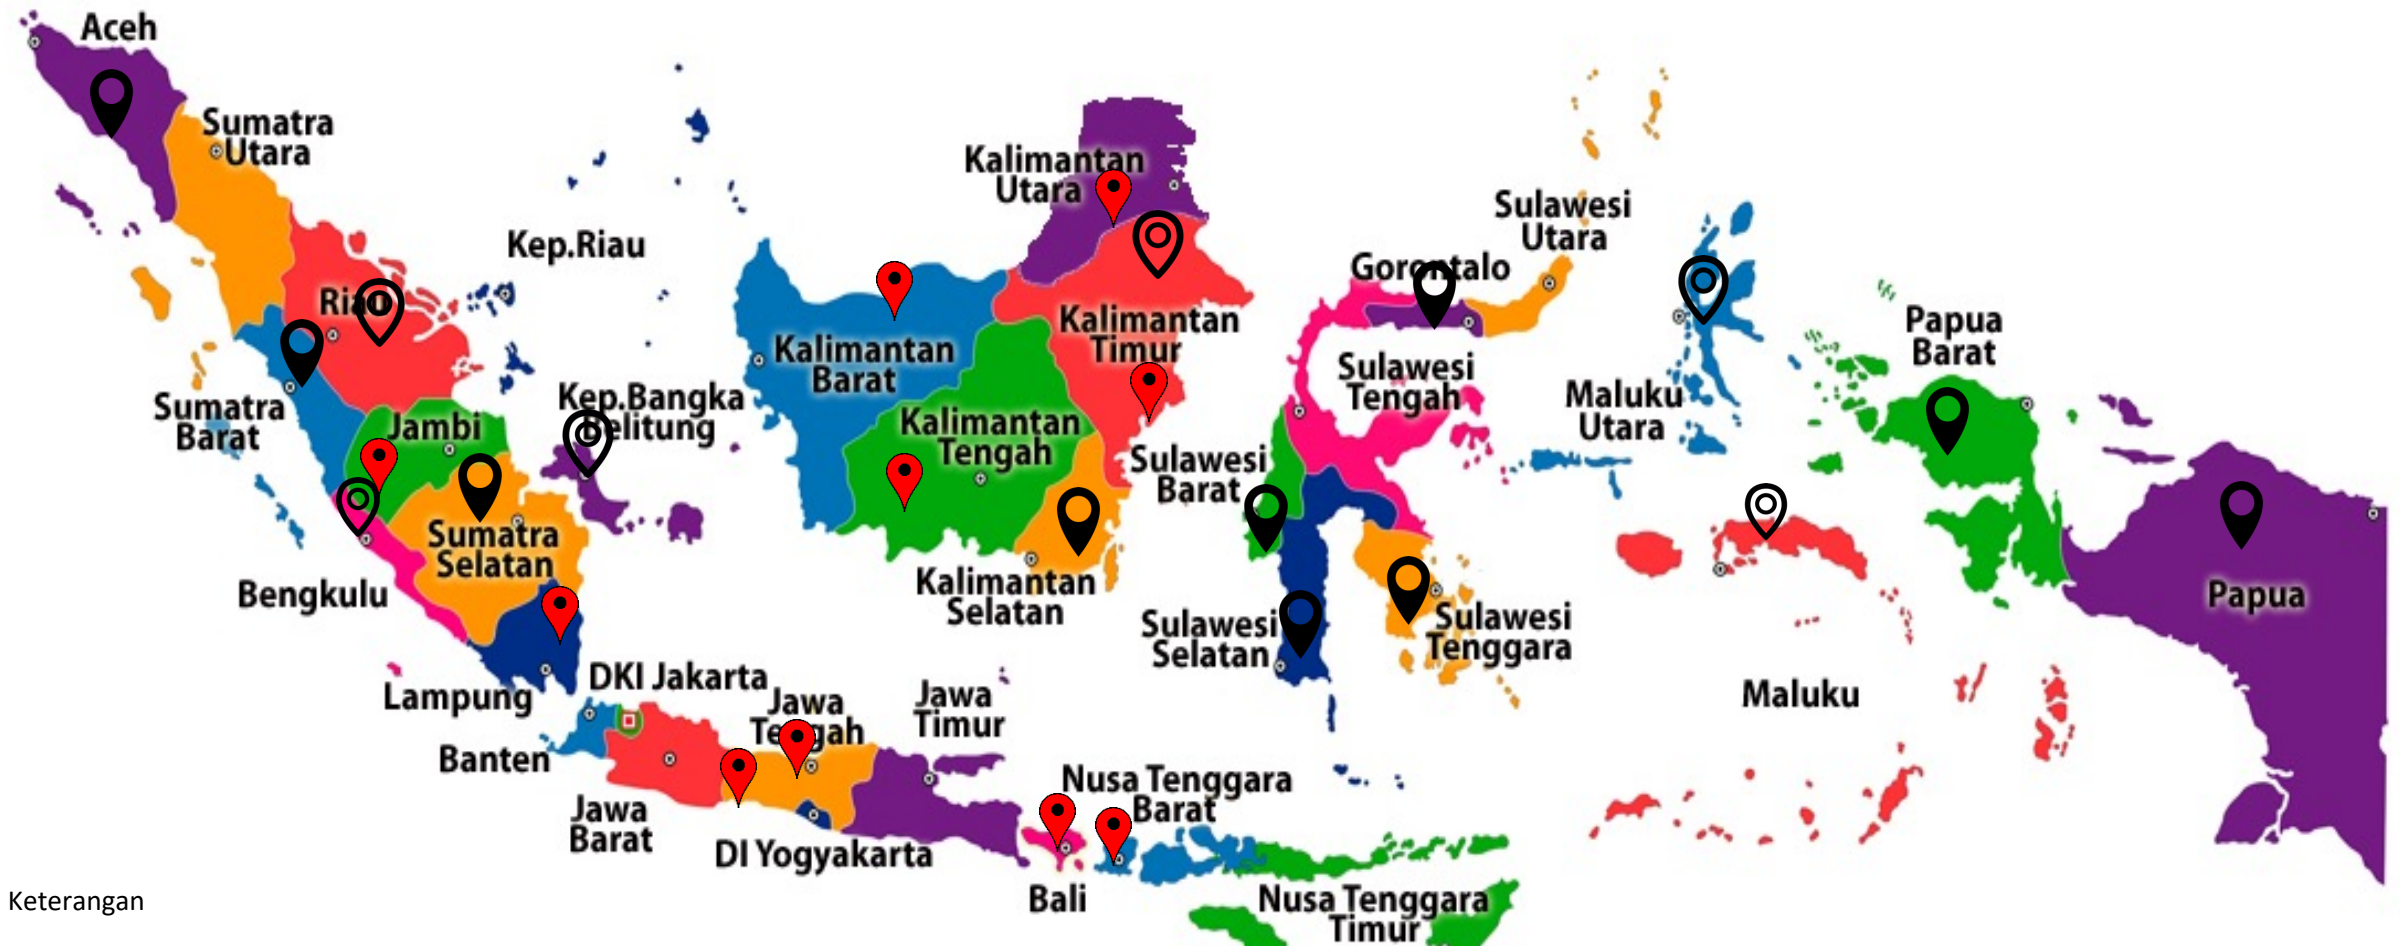 Aceh
Sumatra
Utara
Kep.Riau
Riau
Sumatra
Barat
Jambi
Kep.Bangka
Belitung
Sumatra
Selatan
Bengkulu
Lampung
DKI Jakarta
Banten
Jawa
Barat
Jawa
Tengah
DI Yogyakarta
Jawa
Timur
Bali
Nusa Tenggara
Barat
Nusa Tenggara
Timur
Kalimantan
Utara
Kalimantan
Barat
Kalimantan
Timur
Kalimantan
Tengah
Kalimantan
Selatan
Gorontalo
Sulawesi
Utara
Sulawesi
Tengah
Sulawesi
Barat
Sulawesi
Selatan
Sulawesi
Tenggara
Maluku
Utara
Maluku
Papua
Barat
Papua
Keterangan